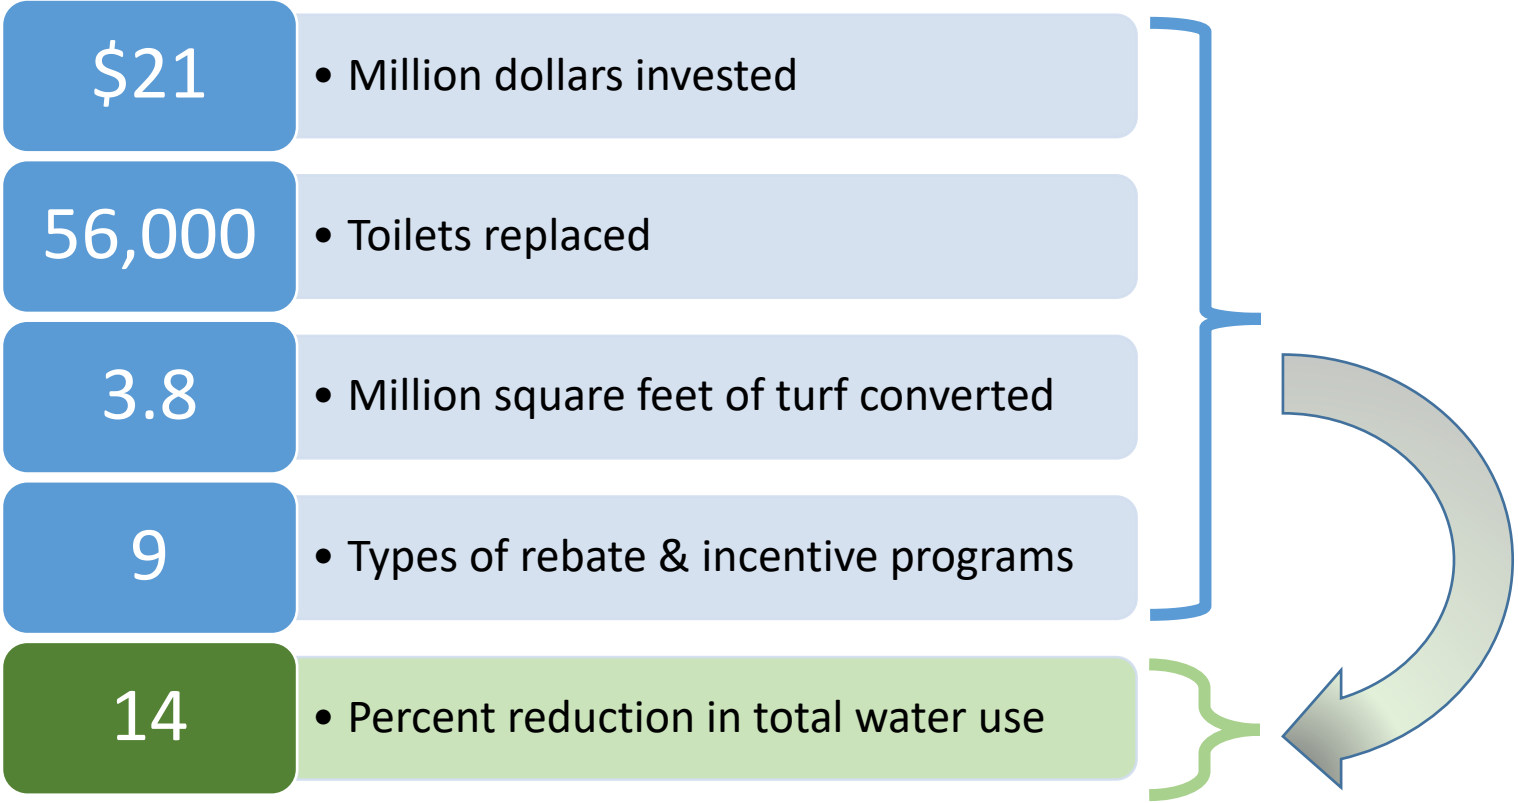 $21
• Million dollars invested
56,000
• Toilets replaced
3.8
• Million square feet of turf converted
9
• Types of rebate & incentive programs
14
• Percent reduction in total water use